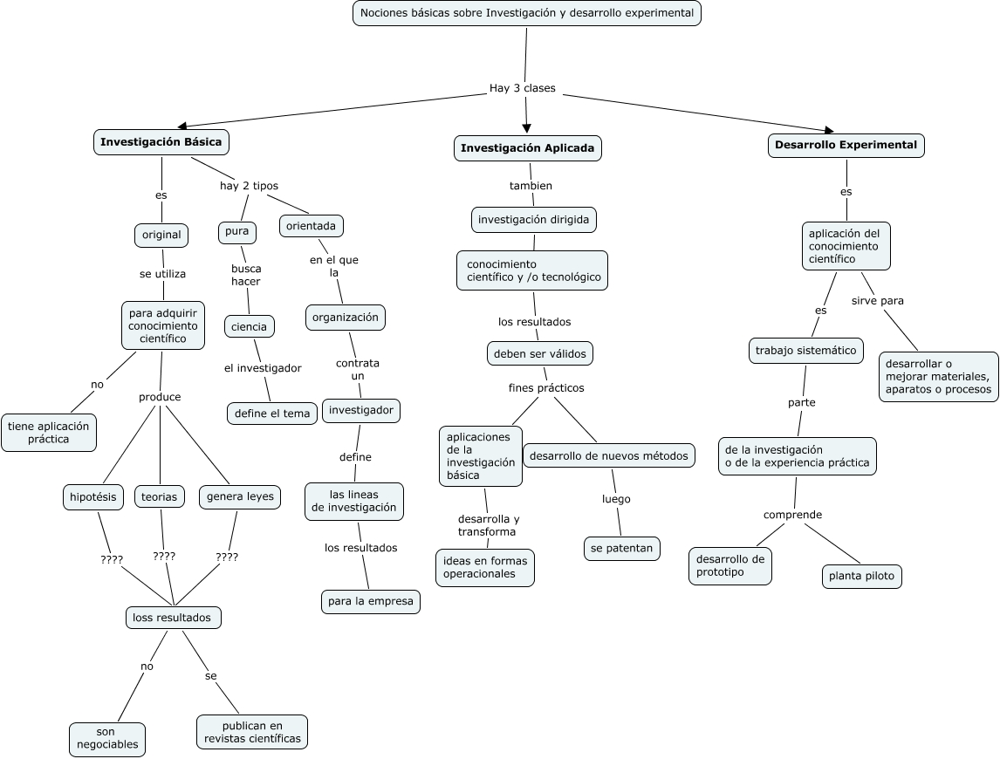 Nociones básicas sobre Investigación y desarrollo experimental
Hay 3 clases
Investigación Básica
es
original
se utiliza
para adquirir
conocimiento
científico
no
tiene aplicación
práctica
produce
hipotésis
teorias
genera leyes
????
????
????
loss resultados
no
son
negociables
se
publican en
revistas científicas
hay 2 tipos
pura
busca
hacer
ciencia
el investigador
define el tema
orientada
en el que
la
organización
contrata
un
investigador
define
las lineas
de investigación
los resultados
para la empresa
Investigación Aplicada
tambien
investigación dirigida
conocimiento
científico y /o tecnológico
los resultados
deben ser válidos
fines prácticos
aplicaciones
de la
investigación
básica
desarrolla y
transforma
ideas en formas
operacionales
desarrollo de nuevos métodos
luego
se patentan
Desarrollo Experimental
es
aplicación del
conocimiento
científico
es
trabajo sistemático
parte
de la investigación
o de la experiencia práctica
comprende
desarrollo de
prototipo
planta piloto
sirve para
desarrollar o
mejorar materiales,
aparatos o procesos